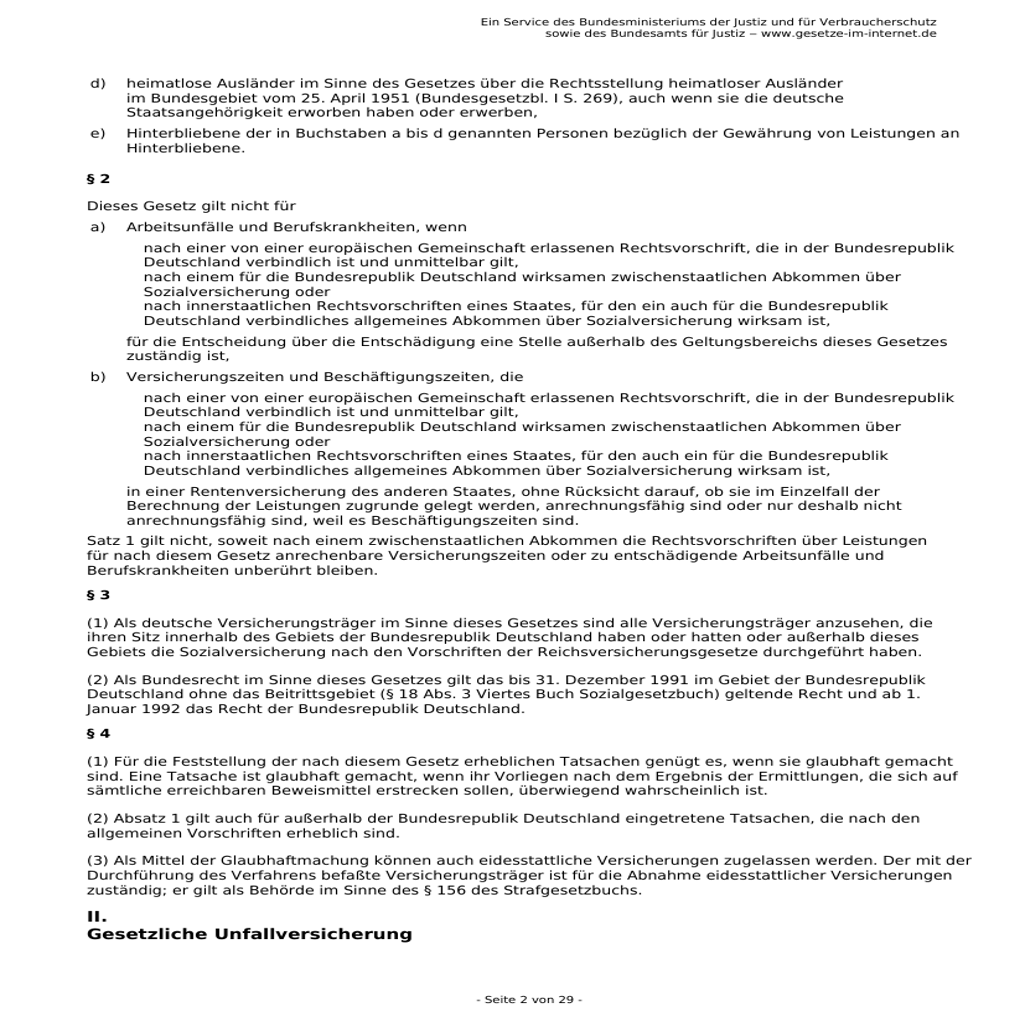 Ein Service des Bundesministeriums der Justiz und für Verbraucherschutz
sowie des Bundesamts für Justiz – www.gesetze-im-internet.de
d) heimatlose Ausländer im Sinne des Gesetzes über die Rechtsstellung heimatloser Ausländer
im Bundesgebiet vom 25. April 1951 (Bundesgesetzbl. I S. 269), auch wenn sie die deutsche
Staatsangehörigkeit erworben haben oder erwerben,
e) Hinterbliebene der in Buchstaben a bis d genannten Personen bezüglich der Gewährung von Leistungen an
Hinterbliebene.
§ 2
Dieses Gesetz gilt nicht für
a) Arbeitsunfälle und Berufskrankheiten, wenn
nach einer von einer europäischen Gemeinschaft erlassenen Rechtsvorschrift, die in der Bundesrepublik
Deutschland verbindlich ist und unmittelbar gilt,
nach einem für die Bundesrepublik Deutschland wirksamen zwischenstaatlichen Abkommen über
Sozialversicherung oder
nach innerstaatlichen Rechtsvorschriften eines Staates, für den ein auch für die Bundesrepublik
Deutschland verbindliches allgemeines Abkommen über Sozialversicherung wirksam ist,
für die Entscheidung über die Entschädigung eine Stelle außerhalb des Geltungsbereichs dieses Gesetzes
zuständig ist,
b) Versicherungszeiten und Beschäftigungszeiten, die
nach einer von einer europäischen Gemeinschaft erlassenen Rechtsvorschrift, die in der Bundesrepublik
Deutschland verbindlich ist und unmittelbar gilt,
nach einem für die Bundesrepublik Deutschland wirksamen zwischenstaatlichen Abkommen über
Sozialversicherung oder
nach innerstaatlichen Rechtsvorschriften eines Staates, für den auch ein für die Bundesrepublik
Deutschland verbindliches allgemeines Abkommen über Sozialversicherung wirksam ist,
in einer Rentenversicherung des anderen Staates, ohne Rücksicht darauf, ob sie im Einzelfall der
Berechnung der Leistungen zugrunde gelegt werden, anrechnungsfähig sind oder nur deshalb nicht
anrechnungsfähig sind, weil es Beschäftigungszeiten sind.
Satz 1 gilt nicht, soweit nach einem zwischenstaatlichen Abkommen die Rechtsvorschriften über Leistungen
für nach diesem Gesetz anrechenbare Versicherungszeiten oder zu entschädigende Arbeitsunfälle und
Berufskrankheiten unberührt bleiben.
§ 3
(1) Als deutsche Versicherungsträger im Sinne dieses Gesetzes sind alle Versicherungsträger anzusehen, die
ihren Sitz innerhalb des Gebiets der Bundesrepublik Deutschland haben oder hatten oder außerhalb dieses
Gebiets die Sozialversicherung nach den Vorschriften der Reichsversicherungsgesetze durchgeführt haben.
(2) Als Bundesrecht im Sinne dieses Gesetzes gilt das bis 31. Dezember 1991 im Gebiet der Bundesrepublik
Deutschland ohne das Beitrittsgebiet (§ 18 Abs. 3 Viertes Buch Sozialgesetzbuch) geltende Recht und ab 1.
Januar 1992 das Recht der Bundesrepublik Deutschland.
§ 4
(1) Für die Feststellung der nach diesem Gesetz erheblichen Tatsachen genügt es, wenn sie glaubhaft gemacht
sind. Eine Tatsache ist glaubhaft gemacht, wenn ihr Vorliegen nach dem Ergebnis der Ermittlungen, die sich auf
sämtliche erreichbaren Beweismittel erstrecken sollen, überwiegend wahrscheinlich ist.
(2) Absatz 1 gilt auch für außerhalb der Bundesrepublik Deutschland eingetretene Tatsachen, die nach den
allgemeinen Vorschriften erheblich sind.
(3) Als Mittel der Glaubhaftmachung können auch eidesstattliche Versicherungen zugelassen werden. Der mit der
Durchführung des Verfahrens befaßte Versicherungsträger ist für die Abnahme eidesstattlicher Versicherungen
zuständig; er gilt als Behörde im Sinne des § 156 des Strafgesetzbuchs.
II.
Gesetzliche Unfallversicherung
- Seite 2 von 29 -